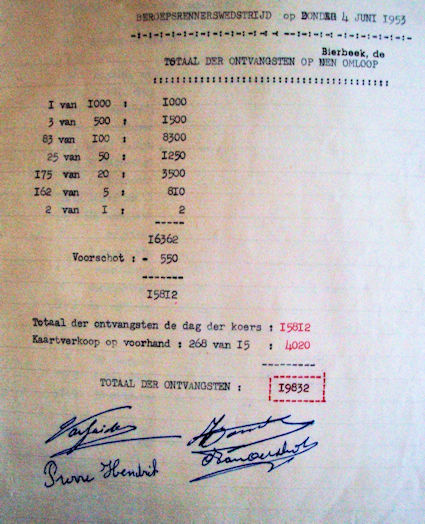 BEROEPSRENNERSWEDSTRIJD op ZONDAG 4 JUNI 1953
Bierbeek, de
TOTAAL DER ONTVANGSTEN OP DEN OMLOOP
I van I000 : I000
3 van 500 : I500
83 van I00 : 8300
25 van 50 : I250
I75 van 20 : 3500
I62 van 5 : 810
2 van I : 2
I6362
Voorschot : - 550
I58I2
Totaal der ontvangsten de dag der koers : I58I2
Kaartverkoop op voorhand : 268 van I5 : 4020
TOTAAL DER ONTVANGSTEN : I9832
Pierre Hendrik